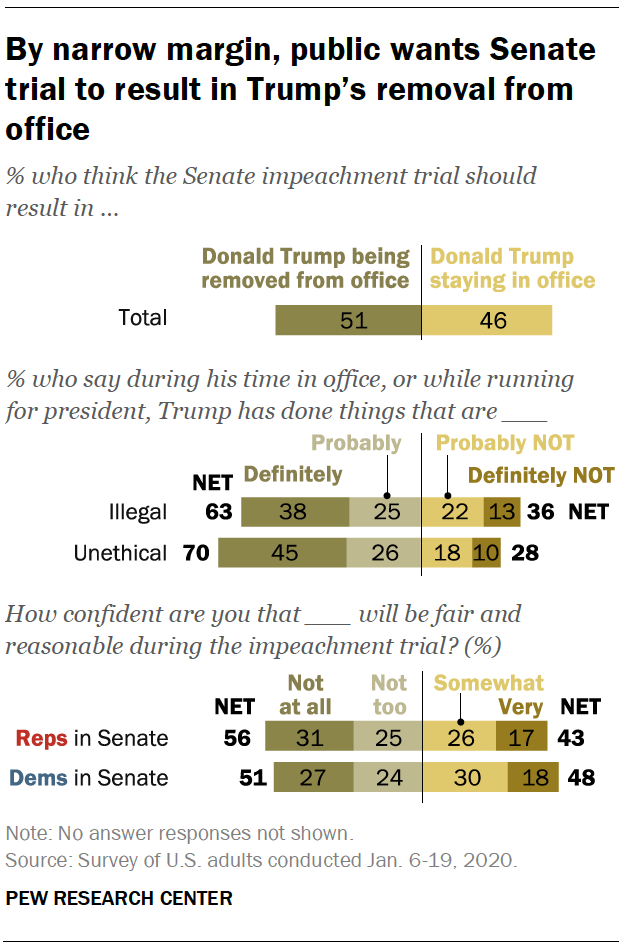 By narrow margin, public wants Senate
trial to result in Trump's removal from
office
% who think the Senate impeachment trial should
result in ...
Donald Trump being
removed from office
Donald Trump
staying in office
Total 51 46
% who say during his time in office, or while running
for president, Trump has done things that are ___
Probably Probably NOT
NET Definitely Definitely NOT
Illegal 63 38 25 22 13 36 NET
Unethical 70 45 26 18 10 28
How confident are you that ___ will be fair and
reasonable during the impeachment trial? (%)
NET Not
at all
Not
too
Somewhat
Very NET
Reps in Senate 56 31 25 26 17 43
Dems in Senate 51 27 24 30 18 48
Note: No answer responses not shown.
Source: Survey of U.S. adults conducted Jan. 6-19, 2020.
PEW RESEARCH CENTER